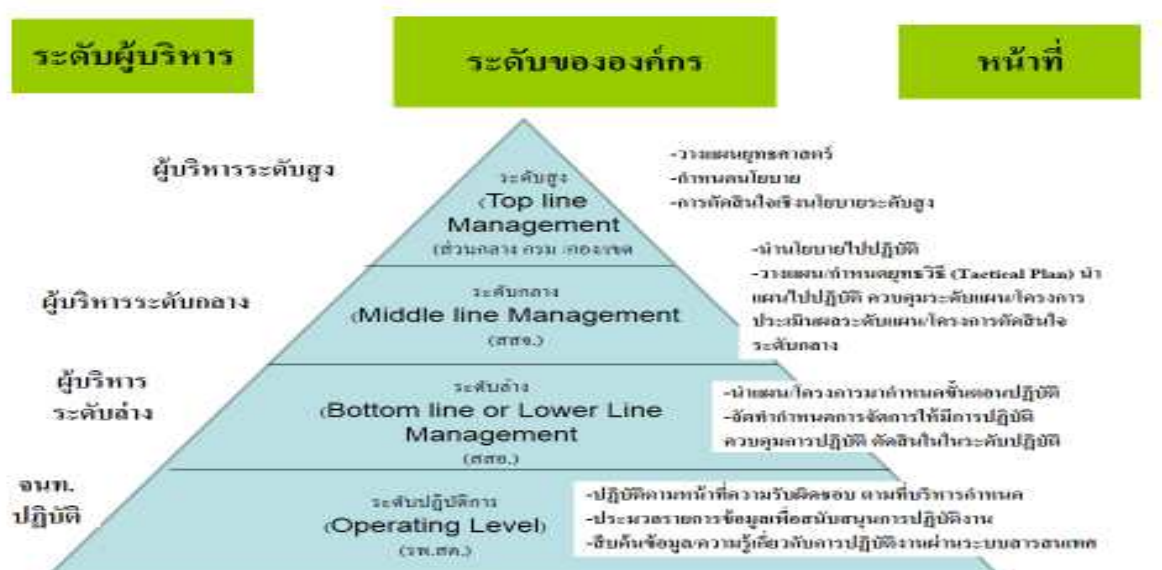 ระดับผู้บริหาร
ระดับขององค์กร
หน้าที่
ผู้บริหารระดับสูง
ระดับสูง
(Top line
Management
(ส่วนกลาง กรม /กอง/เขต
-วางแผนยุทธศาสตร์
-กำหนดนโยบาย
-การตัดสินใจเชิงนโยบายระดับสูง
ผู้บริหารระดับกลาง
ระดับกลาง
(Middle line Management
(สสจ.)
-นำนโยบายไปปฏิบัติ
-วางแผน/กำหนดยุทธวิธี (Tactical Plan) นำ
แผนไปปฏิบัติ ควบคุมระดับแผน/โครงการ
ประเมินผลระดับแผน/โครงการตัดสินใจ
ระดับกลาง
ผู้บริหาร
ระดับล่าง
ระดับล่าง
(Bottom line or Lower Line
Management
(สสอ.)
-นำแผน/โครงการมากำหนดขั้นตอนปฏิบัติ
-จัดทำกำหนดการจัดการให้มีการปฏิบัติ
ควบคุมการปฏิบัติ ตัดสินในในระดับปฏิบัติ
จนท.
ปฏิบัติ
ระดับปฏิบัติการ
(Operating Level)
(รพ.สต.)
-ปฏิบัติตามหน้าที่ความรับผิดชอบ ตามที่บริหารกำหนด
-ประมวลรายการข้อมูลเพื่อสนับสนุนการปฏิบัติงาน
-สืบค้นข้อมูล/ความรู้เกี่ยวกับการปฏิบัติงานผ่านระบบสารสนเทศ